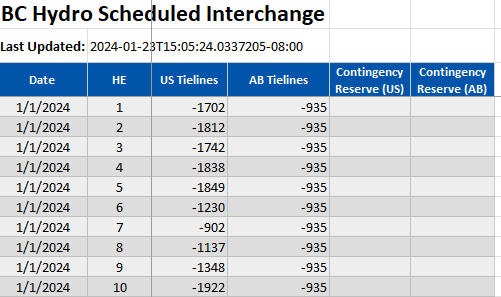 BC Hydro Scheduled Interchange
Last Updated: 2024-01-23T15:05:24.0337205-08:00
Date HE US Tielines AB Tielines Contingency Reserve (US) Contingency Reserve (AB)
1/1/2024 1 -1702 -935
1/1/2024 2 -1812 -935
1/1/2024 3 -1742 -935
1/1/2024 4 -1838 -935
1/1/2024 5 -1849 -935
1/1/2024 6 -1230 -935
1/1/2024 7 -902 -935
1/1/2024 8 -1137 -935
1/1/2024 9 -1348 -935
1/1/2024 10 -1922 -935